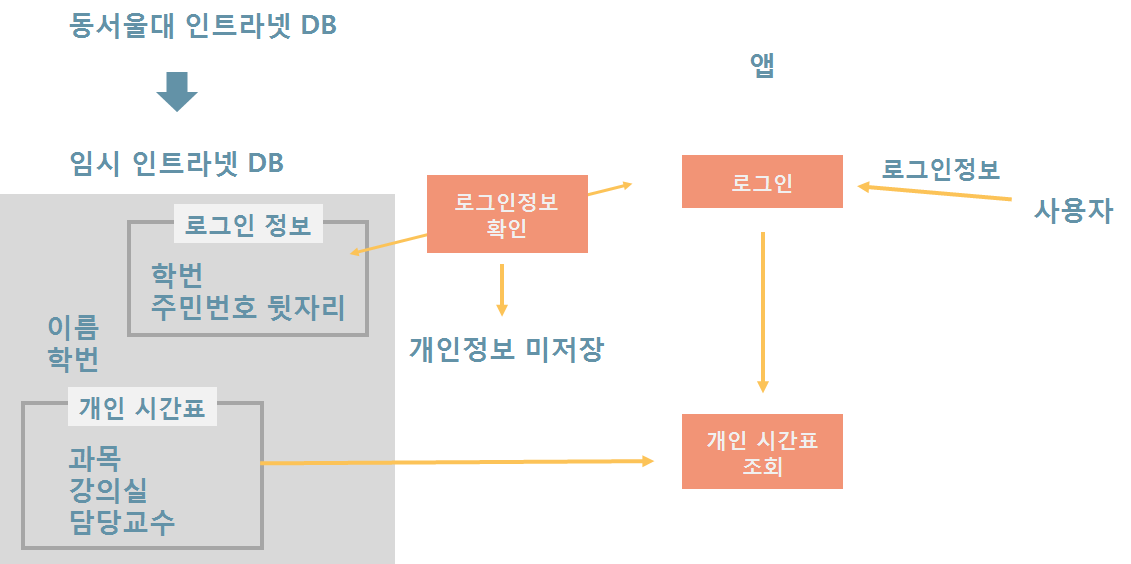 동서울대 인트라넷 DB
앱
임시 인트라넷 DB
로그인 정보
학번
주민번호 뒷자리
이름
학번
개인 시간표
과목
강의실
담당교수
로그인정보
확인
개인정보 미저장
로그인
로그인정보
사용자
개인 시간표
조회